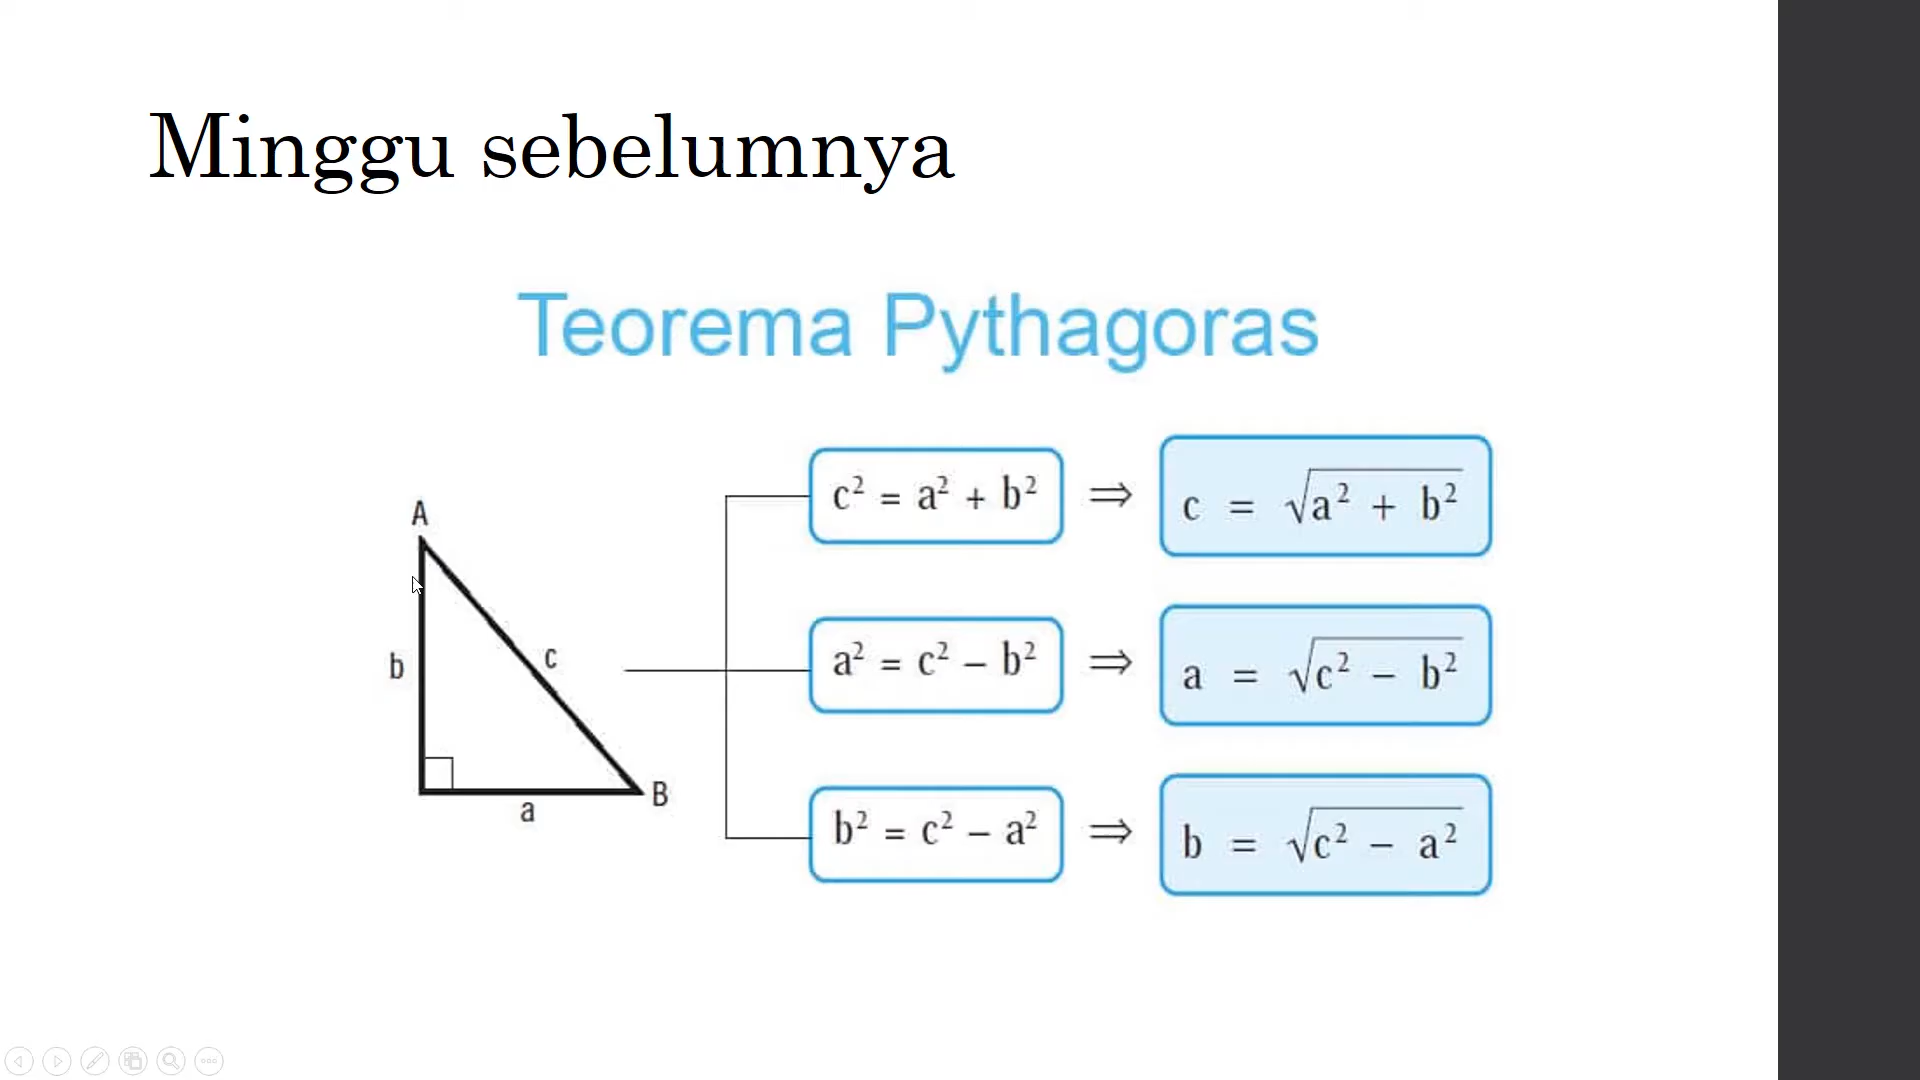 Minggu sebelumnya
Teorema Pythagoras
A
b
c
a
B
c² = a² + b² ⇒ c = √a² + b²
a² = c² – b² ⇒ a = √c² – b²
b² = c² – a² ⇒ b = √c² – a²